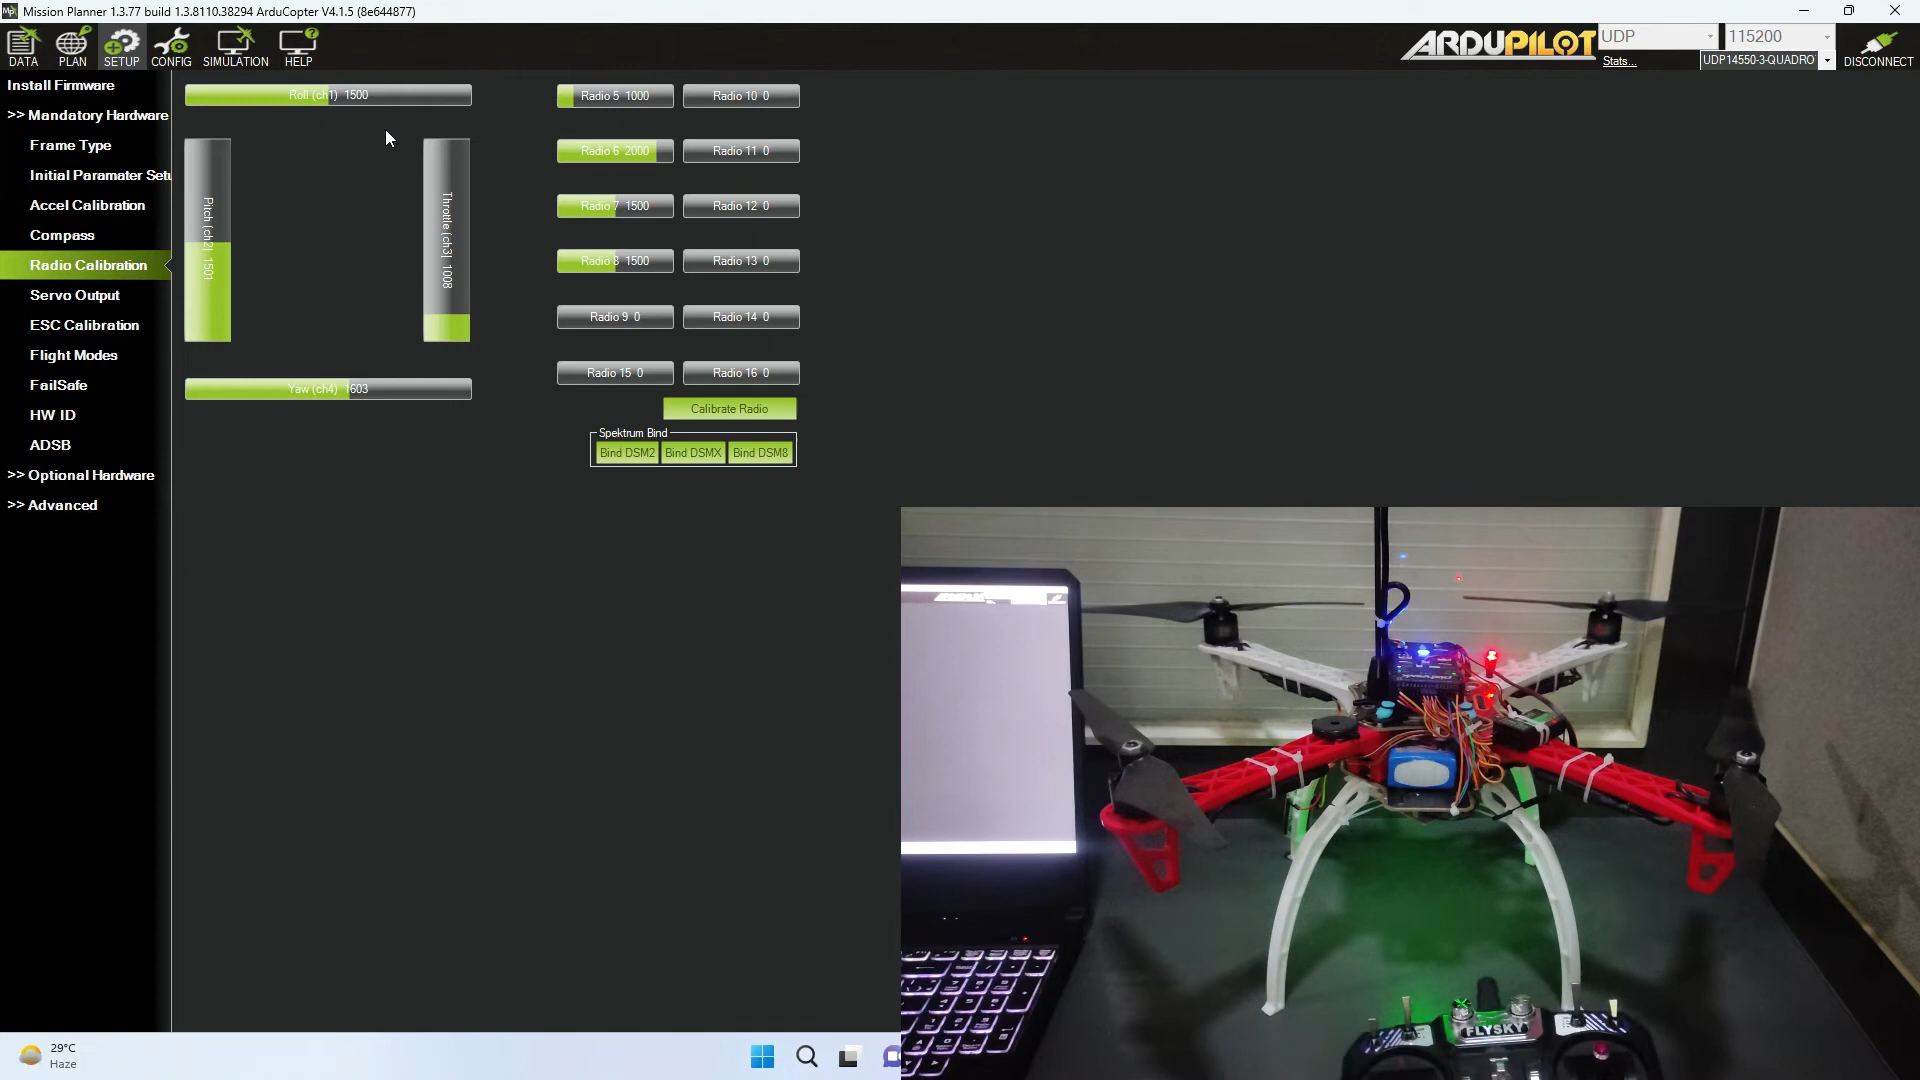 Mission Planner 1.3.77 build 1.3.8110.38294 ArduCopter V4.1.5 (8e644877)
DATA PLAN SETUP CONFIG SIMULATION HELP
ARDUPILOT
UDP 115200
Stats... UDP14550-3-QUADRO DISCONNECT
Install Firmware
>> Mandatory Hardware
Frame Type
Initial Paramater Setu
Accel Calibration
Compass
Radio Calibration
Servo Output
ESC Calibration
Flight Modes
FailSafe
HW ID
ADSB
>> Optional Hardware
>> Advanced
Roll (ch1) 1500
Pitch (ch2) 1501
Throttle (ch3) 1008
Yaw (ch4) 1603
Radio 5 1000 Radio 10 0
Radio 6 2000 Radio 11 0
Radio 7 1500 Radio 12 0
Radio 8 1500 Radio 13 0
Radio 9 0 Radio 14 0
Radio 15 0 Radio 16 0
Calibrate Radio
Spektrum Bind
Bind DSM2 Bind DSMX Bind DSM8
FLYSKY
29°C
Haze